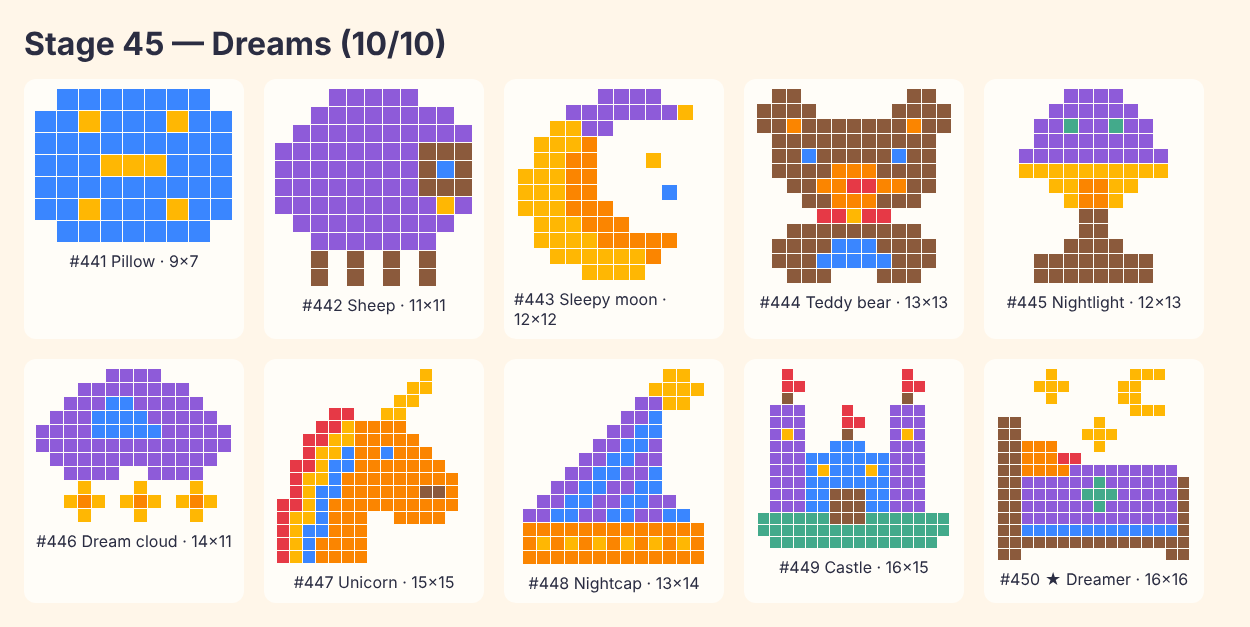 Stage 45 — Dreams (10/10)
#441 Pillow · 9×7
#442 Sheep · 11×11
#443 Sleepy moon ·
12×12
#444 Teddy bear · 13×13
#445 Nightlight · 12×13
#446 Dream cloud · 14×11
#447 Unicorn · 15×15
#448 Nightcap · 13×14
#449 Castle · 16×15
#450 ★ Dreamer · 16×16